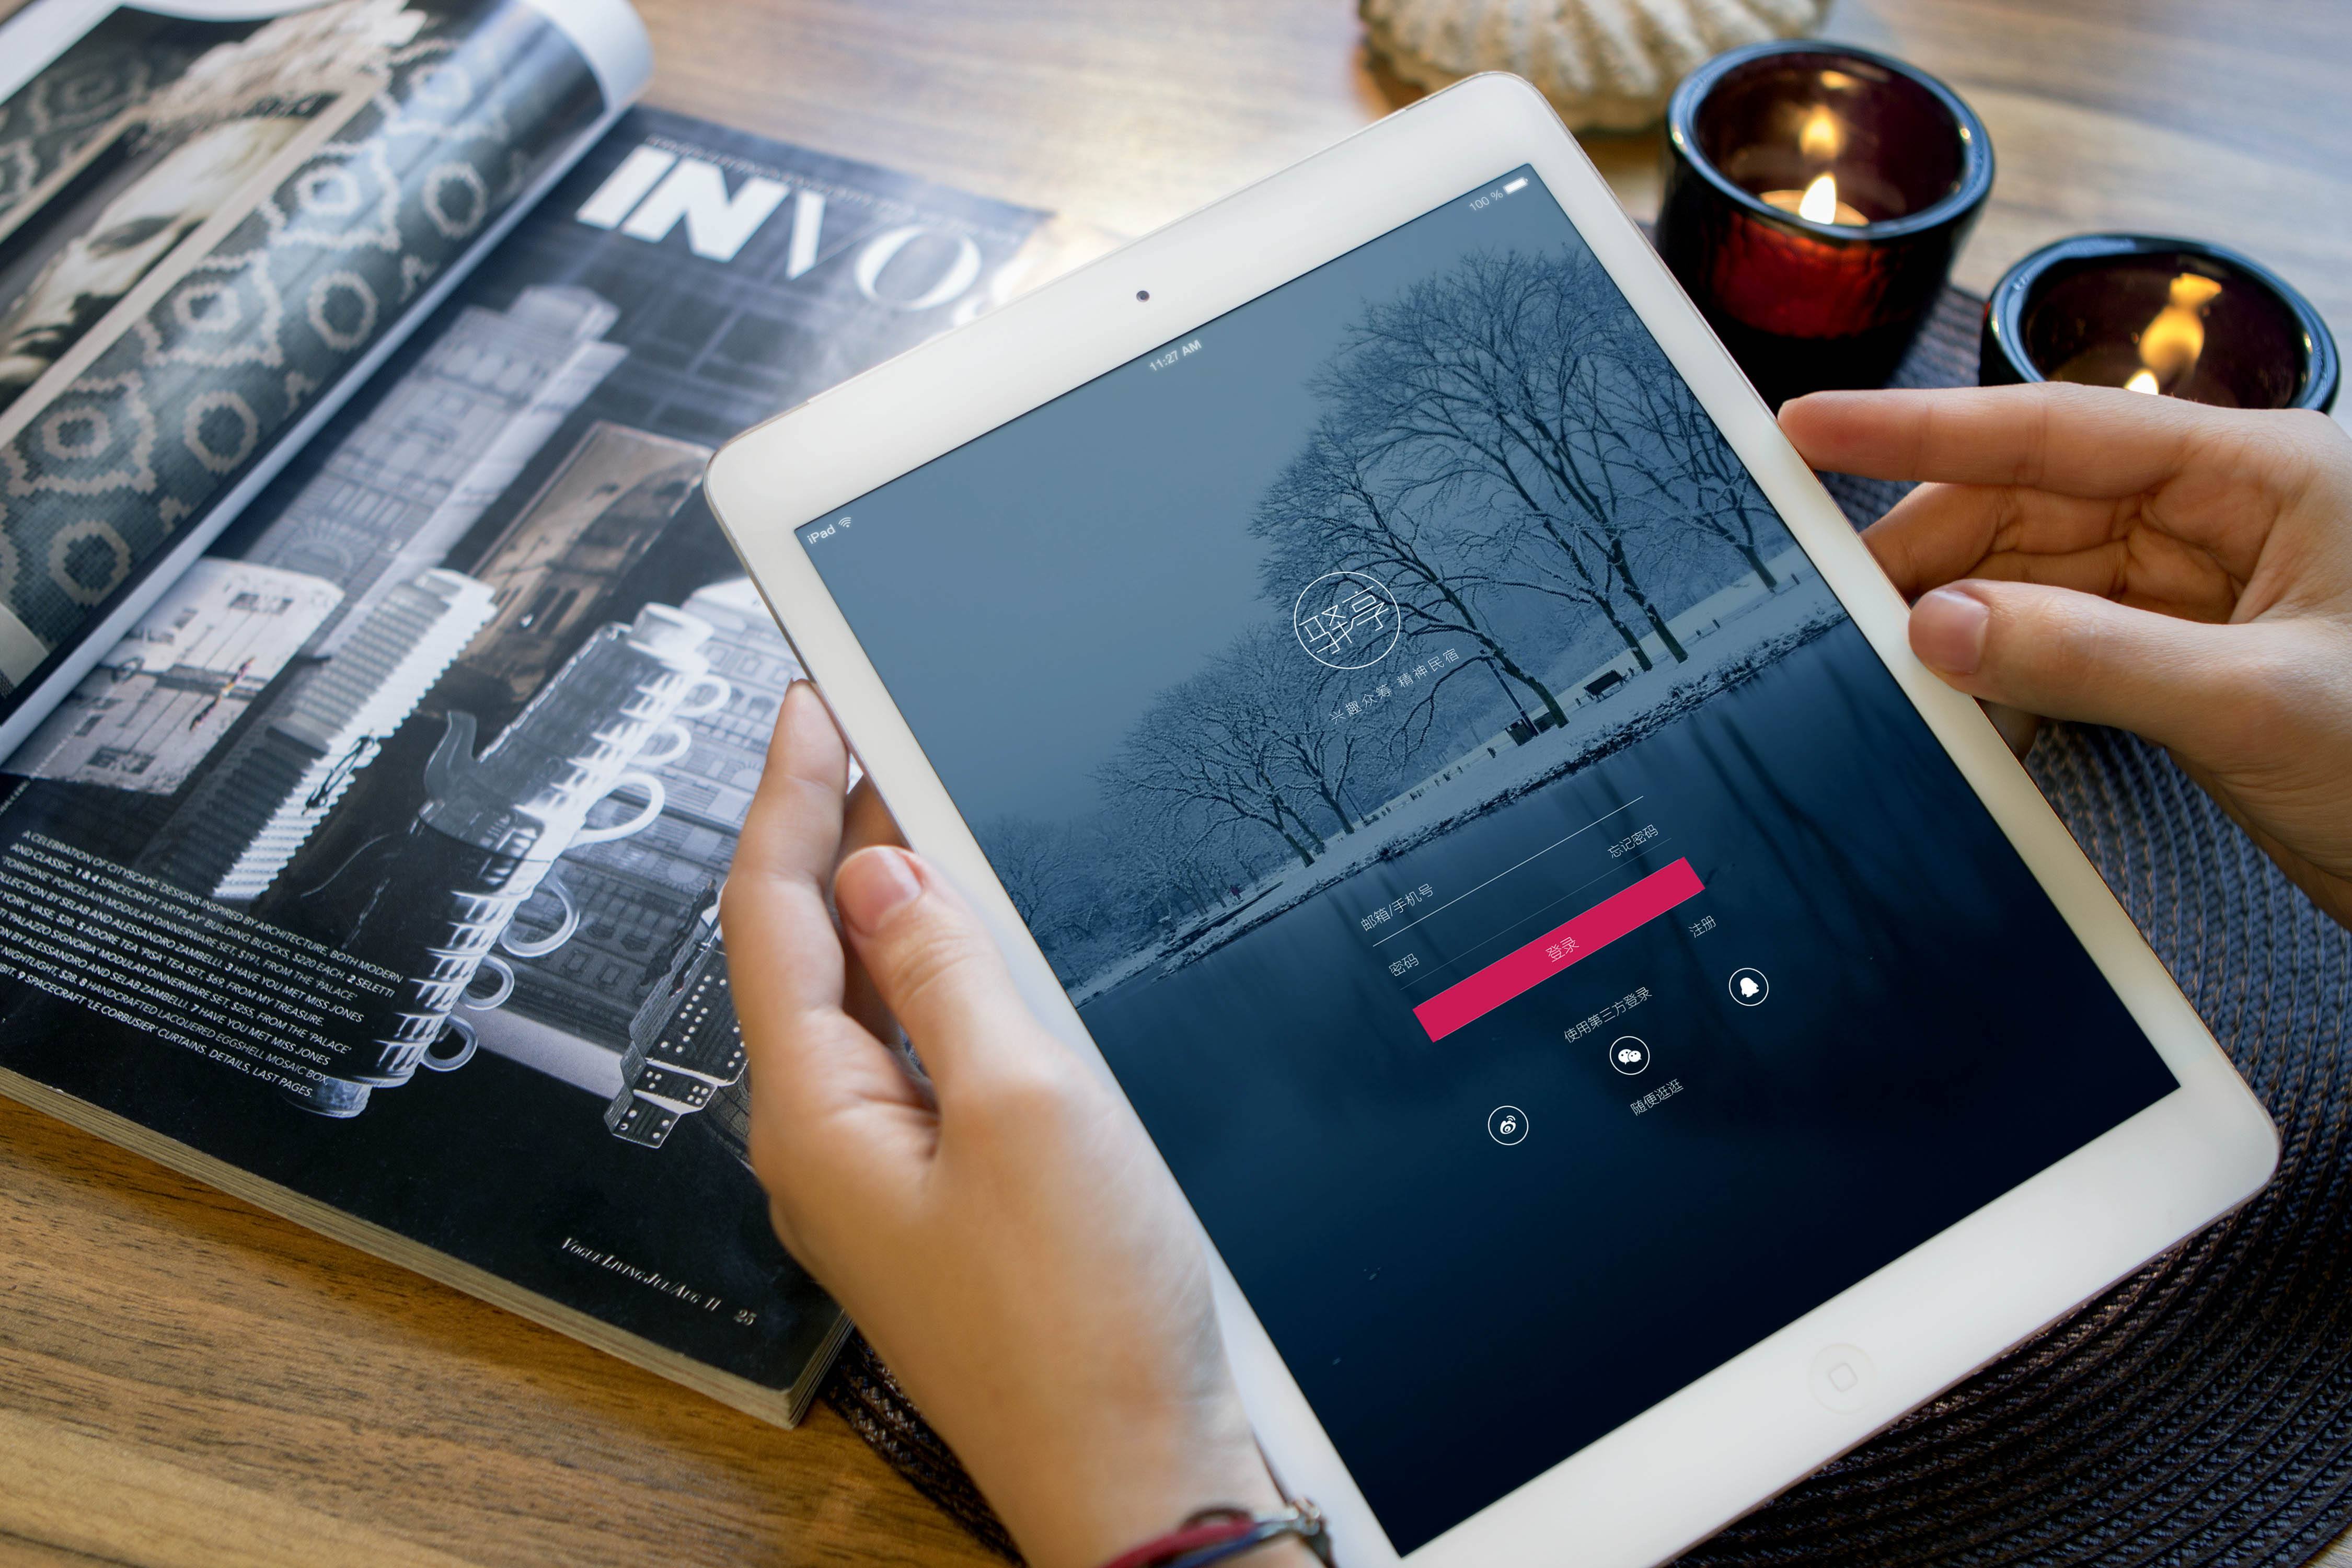 INVOG
A CELEBRATION OF CITYSCAPE. DESIGNS INSPIRED BY ARCHITECTURE, BOTH MODERN
AND CLASSIC. 1 & 4 SPACECRAFT 'ARTPLAY' BUILDING BLOCKS, $220 EACH. 2 SELETTI
'TORRIONE' PORCELAIN MODULAR DINNERWARE SET, $191, FROM THE 'PALACE'
COLLECTION BY SELAB AND ALESSANDRO ZAMBELLI. 3 HAVE YOU MET MISS JONES
YORK' VASE, $26. 5 ADORE TEA 'PISA' TEA SET, $69, FROM MY TREASURE.
'PALAZZO SIGNORIA' MODULAR DINNERWARE SET, $255, FROM THE 'PALACE'
BY ALESSANDRO AND SELAB ZAMBELLI. 7 HAVE YOU MET MISS JONES
NIGHTLIGHT, $28. 8 HANDCRAFTED LACQUERED EGGSHELL MOSAIC BOX,
9 SPACECRAFT 'LE CORBUSIER' CURTAINS. DETAILS, LAST PAGES.
VOGUE LIVING JUL/AUG 11 25
iPad
11:27 AM
100 %
驿享
兴趣众筹 精神民宿
邮箱/手机号
密码 忘记密码
登录
注册
使用第三方登录
随便逛逛